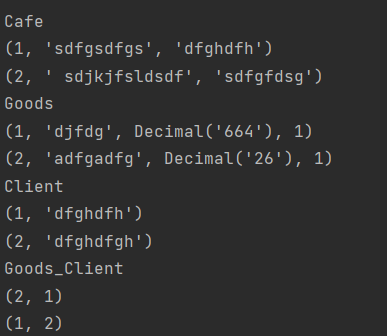 Cafe
(1, 'sdfgsdfgs', 'dfghdfh')
(2, ' sdjkjfsldsdf', 'sdfgfdsg')
Goods
(1, 'djfdg', Decimal('664'), 1)
(2, 'adfgadfg', Decimal('26'), 1)
Client
(1, 'dfghdfh')
(2, 'dfghdfgh')
Goods_Client
(2, 1)
(1, 2)